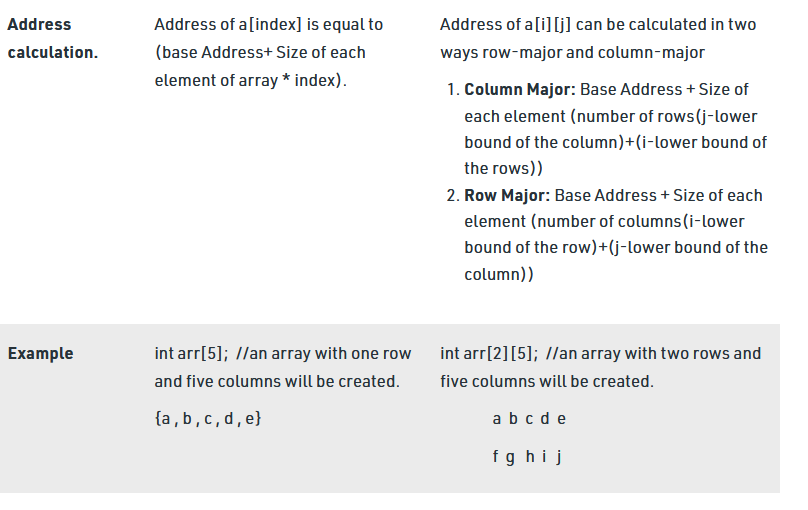 Address
calculation.
Address of a[index] is equal to
(base Address+ Size of each
element of array * index).
Address of a[i][j] can be calculated in two
ways row-major and column-major
1. Column Major: Base Address + Size of
each element (number of rows(j-lower
bound of the column)+(i-lower bound of
the rows))
2. Row Major: Base Address + Size of each
element (number of columns(i-lower
bound of the row)+(j-lower bound of the
column))
Example
int arr[5];  //an array with one row
and five columns will be created.
{a , b , c , d , e}
int arr[2][5];  //an array with two rows and
five columns will be created.
a  b  c  d  e
f  g  h  i  j